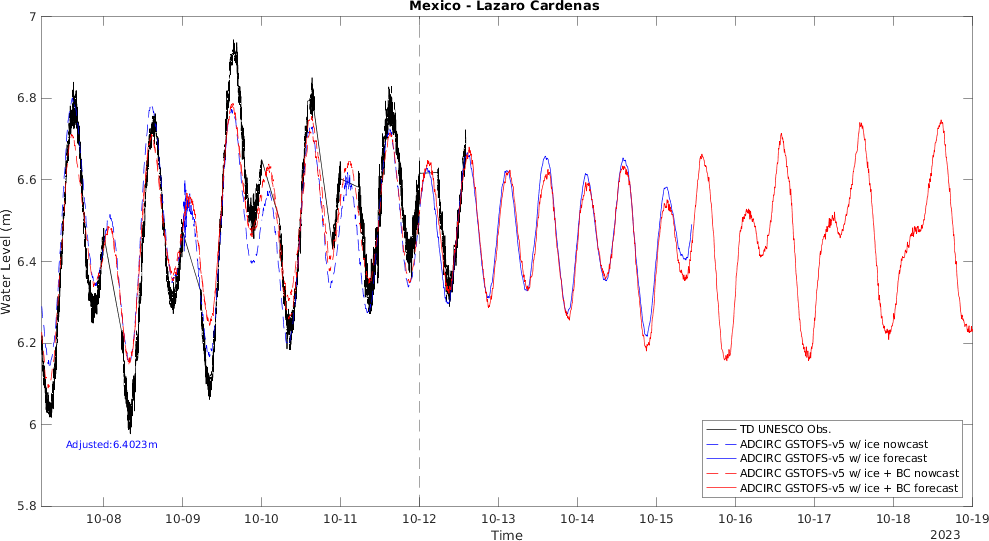 Mexico - Lazaro Cardenas
7
6.8
6.6
6.4
6.2
6
5.8
Water Level (m)
Adjusted:6.4023m
TD UNESCO Obs.
ADCIRC GSTOFS-v5 w/ ice nowcast
ADCIRC GSTOFS-v5 w/ ice forecast
ADCIRC GSTOFS-v5 w/ ice + BC nowcast
ADCIRC GSTOFS-v5 w/ ice + BC forecast
10-08 10-09 10-10 10-11 10-12 10-13 10-14 10-15 10-16 10-17 10-18 10-19
Time
2023